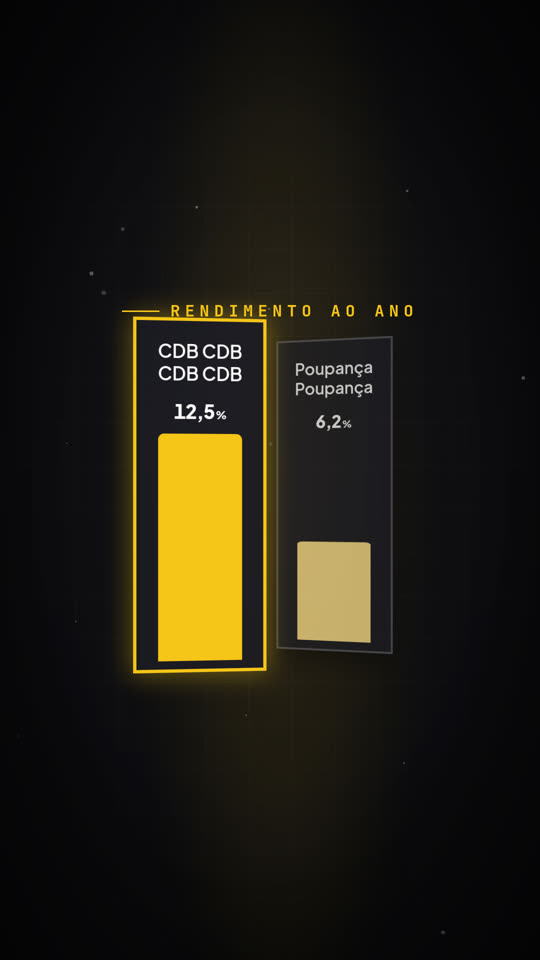 RENDIMENTO AO ANO
CDB CDB
CDB CDB
12,5%
Poupança
Poupança
6,2%